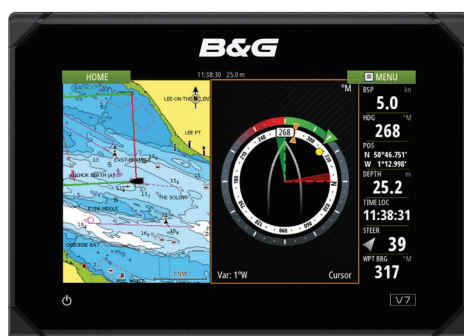 B&G
HOME
11:38:30 25.0 m
MENU
LEE-ON-THE-SOLENT
LEE PT
EAST BRAMBLE
THE SOLENT
RYDE MIDDLE
OSBORNE BAY
1 NM
°M
268
N
Var: 1°W
Cursor
BSP kn
5.0
HDG °M
268
POS
N 50°46.751'
W 1°12.998'
DEPTH m
25.2
TIME LOC
11:38:31
STEER
39
WPT BRG °M
317
V7